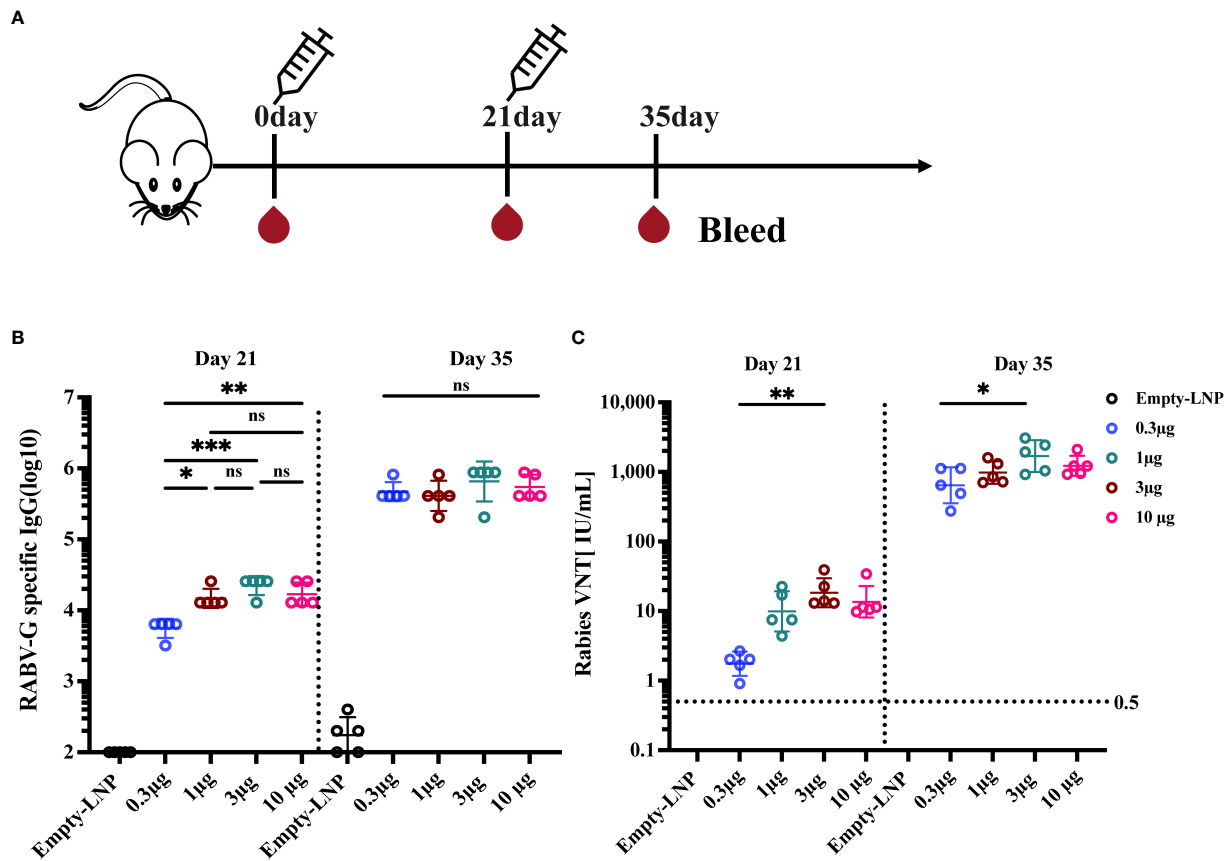 A
0day
21day
35day
Bleed
B
Day 21
Day 35
**
ns
ns
***
*
ns
ns
RABV-G specific IgG(log10)
7
6
5
4
3
2
Empty-LNP
0.3µg
1µg
3µg
10 µg
Empty-LNP
0.3µg
1µg
3µg
10 µg
C
Day 21
Day 35
**
*
Rabies VNT[ IU/mL]
10,000
1,000
100
10
1
0.1
0.5
Empty-LNP
0.3µg
1µg
3µg
10 µg
Empty-LNP
0.3µg
1µg
3µg
10 µg
Empty-LNP
0.3µg
1µg
3µg
10 µg